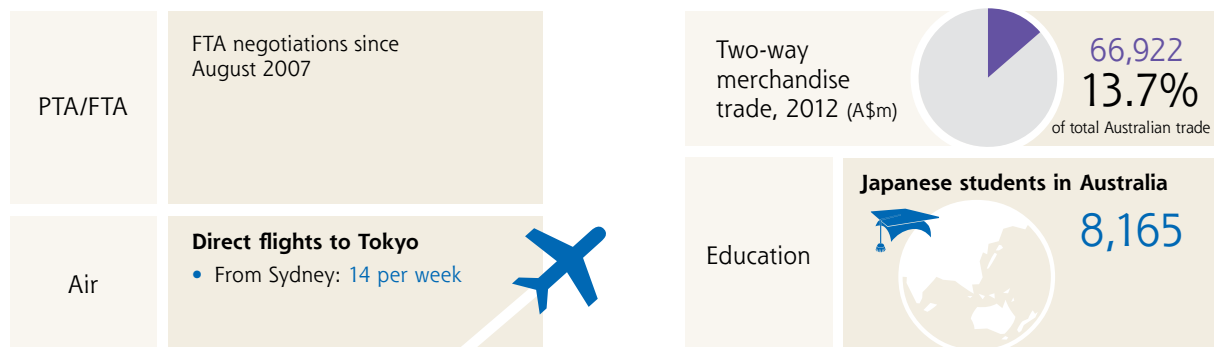 PTA/FTA
FTA negotiations since
August 2007
Air
Direct flights to Tokyo
• From Sydney: 14 per week
Two-way
merchandise
trade, 2012 (A$m)
66,922
13.7%
of total Australian trade
Education
Japanese students in Australia
8,165